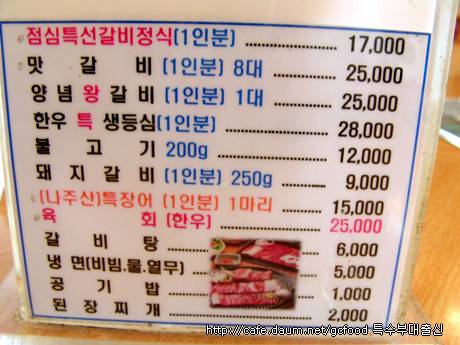 점심특선갈비정식(1인분) 17,000
맛 갈 비 (1인분) 8대 25,000
양념 왕 갈비 (1인분) 1대 25,000
한우 특 생등심(1인분) 28,000
불 고 기 200g 12,000
돼 지 갈 비 (1인분) 250g 9,000
(나주산)특장어 (1인분) 1마리 15,000
육 회 (한우) 25,000
갈 비 탕 6,000
냉 면(비빔.물.열무) 5,000
공 기 밥 1,000
된 장 찌 개 2,000
http://cafe.daum.net/gcfood 특수부대출신